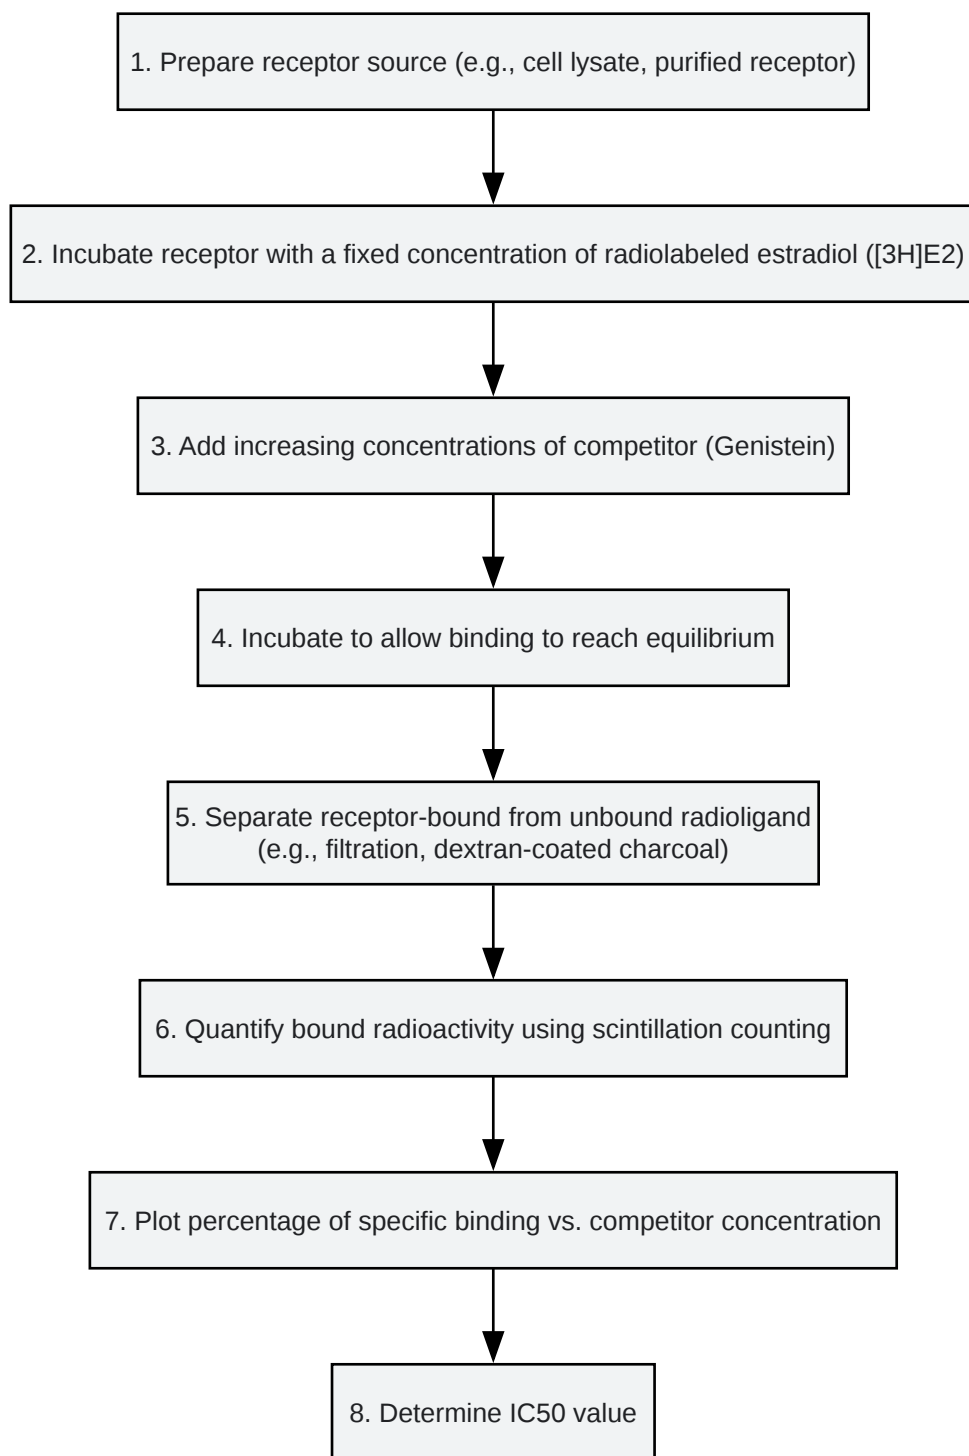 1. Prepare receptor source (e.g., cell lysate, purified receptor)
2. Incubate receptor with a fixed concentration of radiolabeled estradiol ([3H]E2)
3. Add increasing concentrations of competitor (Genistein)
4. Incubate to allow binding to reach equilibrium
5. Separate receptor-bound from unbound radioligand
(e.g., filtration, dextran-coated charcoal)
6. Quantify bound radioactivity using scintillation counting
7. Plot percentage of specific binding vs. competitor concentration
8. Determine IC50 value